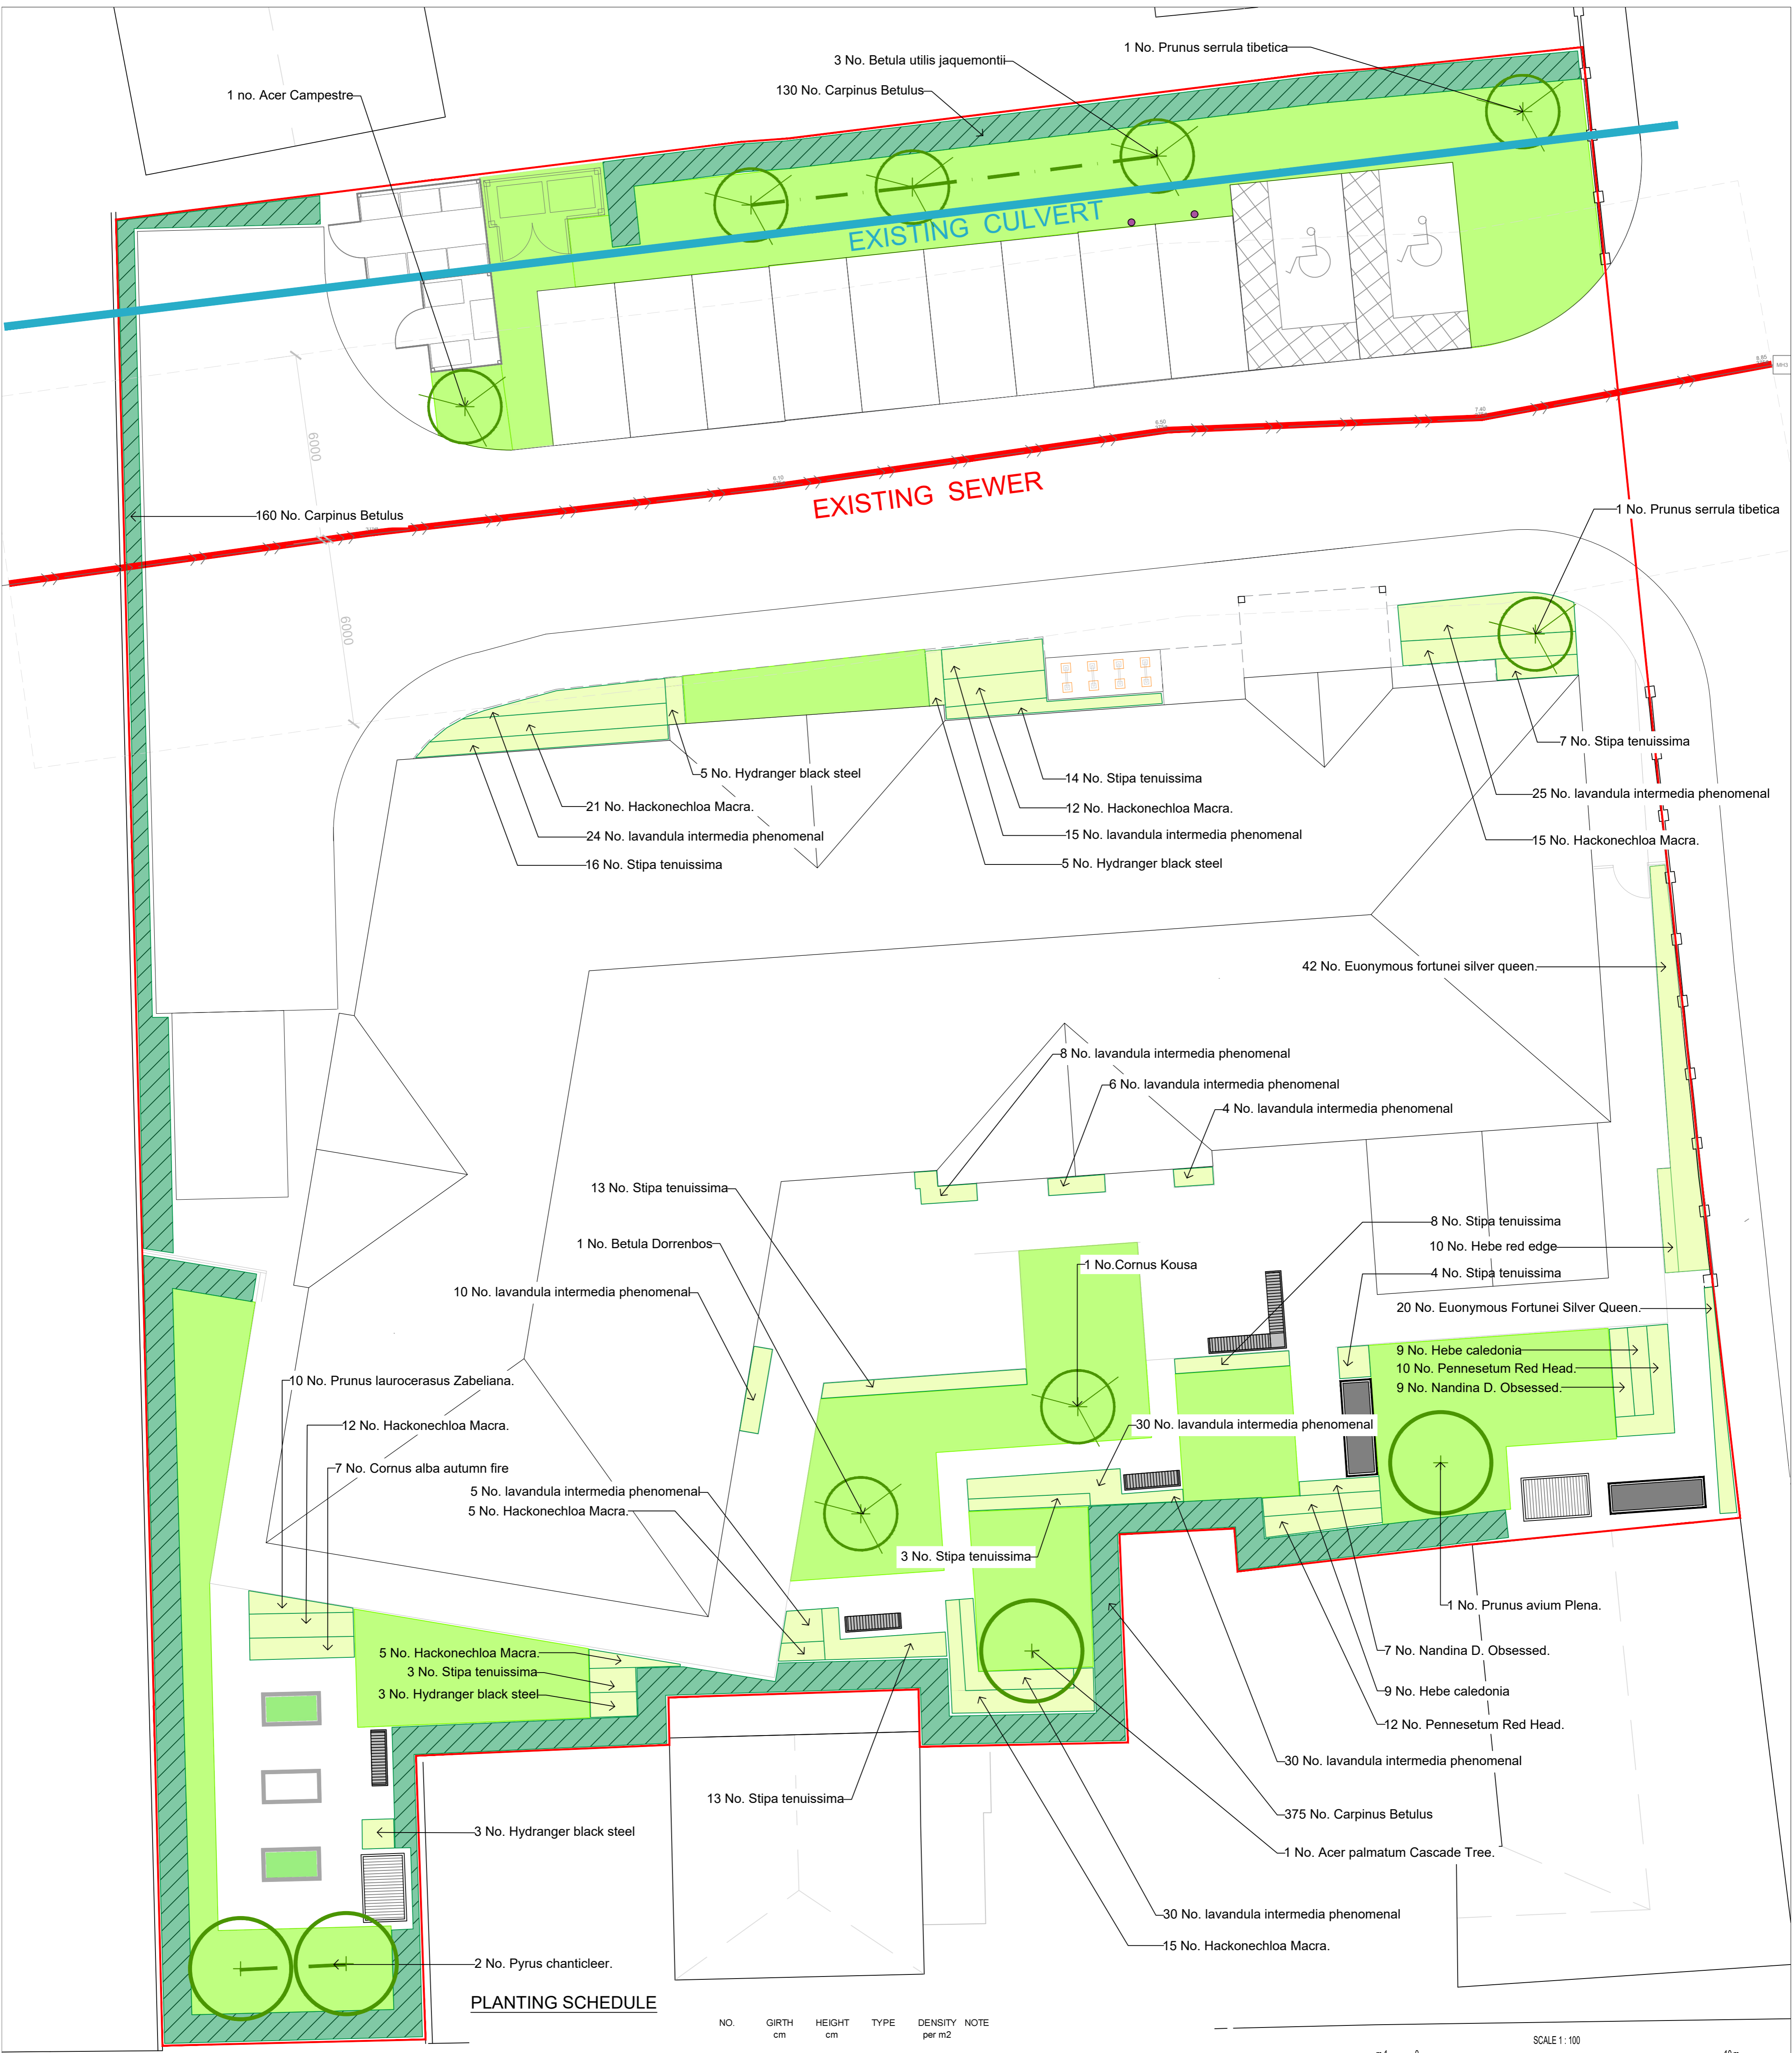 1 No. Prunus serrula tibetica
3 No. Betula utilis jaquemontii
130 No. Carpinus Betulus
1 no. Acer Campestre
EXISTING CULVERT
6.65
MH3
7.40
6.50
6.10
6000
EXISTING SEWER
160 No. Carpinus Betulus
1 No. Prunus serrula tibetica
6000
7 No. Stipa tenuissima
5 No. Hydranger black steel
14 No. Stipa tenuissima
25 No. lavandula intermedia phenomenal
21 No. Hackonechloa Macra.
12 No. Hackonechloa Macra.
24 No. lavandula intermedia phenomenal
15 No. lavandula intermedia phenomenal
15 No. Hackonechloa Macra.
16 No. Stipa tenuissima
5 No. Hydranger black steel
42 No. Euonymous fortunei silver queen.
8 No. lavandula intermedia phenomenal
6 No. lavandula intermedia phenomenal
4 No. lavandula intermedia phenomenal
13 No. Stipa tenuissima
8 No. Stipa tenuissima
1 No. Betula Dorrenbos
10 No. Hebe red edge
1 No.Cornus Kousa
4 No. Stipa tenuissima
10 No. lavandula intermedia phenomenal
20 No. Euonymous Fortunei Silver Queen.
9 No. Hebe caledonia
10 No. Pennesetum Red Head.
10 No. Prunus laurocerasus Zabeliana.
9 No. Nandina D. Obsessed.
12 No. Hackonechloa Macra.
30 No. lavandula intermedia phenomenal
7 No. Cornus alba autumn fire
5 No. lavandula intermedia phenomenal
5 No. Hackonechloa Macra.
3 No. Stipa tenuissima
1 No. Prunus avium Plena.
5 No. Hackonechloa Macra.
7 No. Nandina D. Obsessed.
3 No. Stipa tenuissima
3 No. Hydranger black steel
9 No. Hebe caledonia
12 No. Pennesetum Red Head.
30 No. lavandula intermedia phenomenal
13 No. Stipa tenuissima
375 No. Carpinus Betulus
3 No. Hydranger black steel
1 No. Acer palmatum Cascade Tree.
30 No. lavandula intermedia phenomenal
15 No. Hackonechloa Macra.
2 No. Pyrus chanticleer.
PLANTING SCHEDULE
NO. GIRTH HEIGHT TYPE DENSITY NOTE
cm cm per m2
SCALE 1 : 100